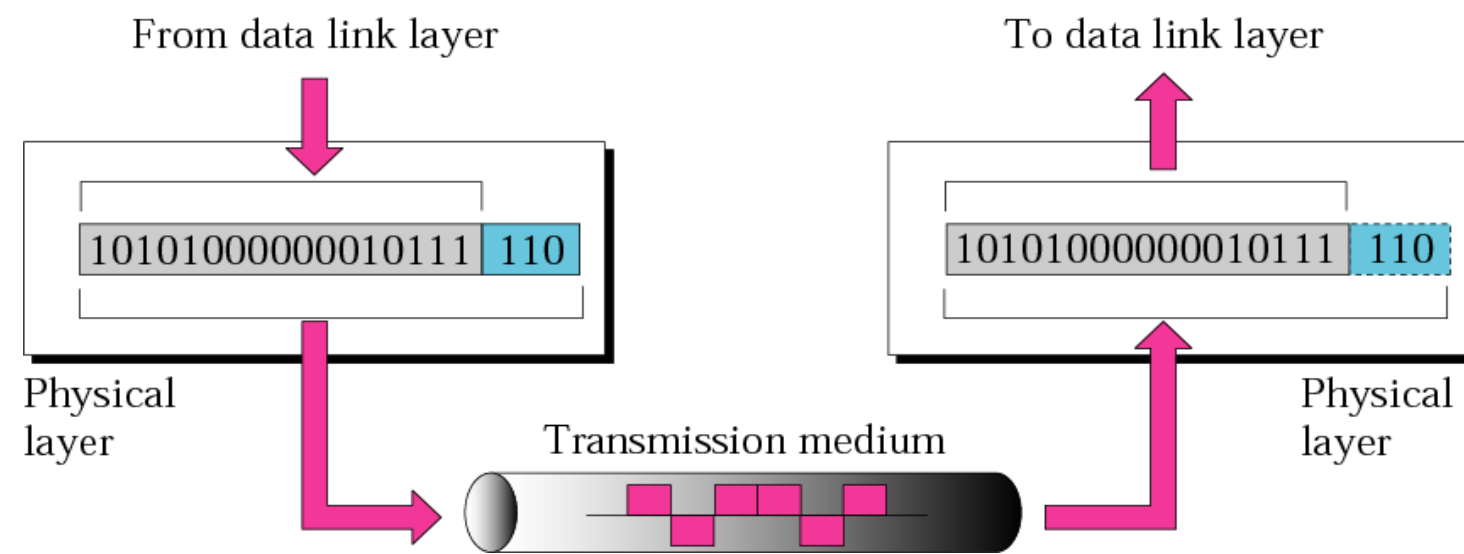 From data link layer
To data link layer
10101000000010111 110
10101000000010111 110
Physical
layer
Physical
layer
Transmission medium